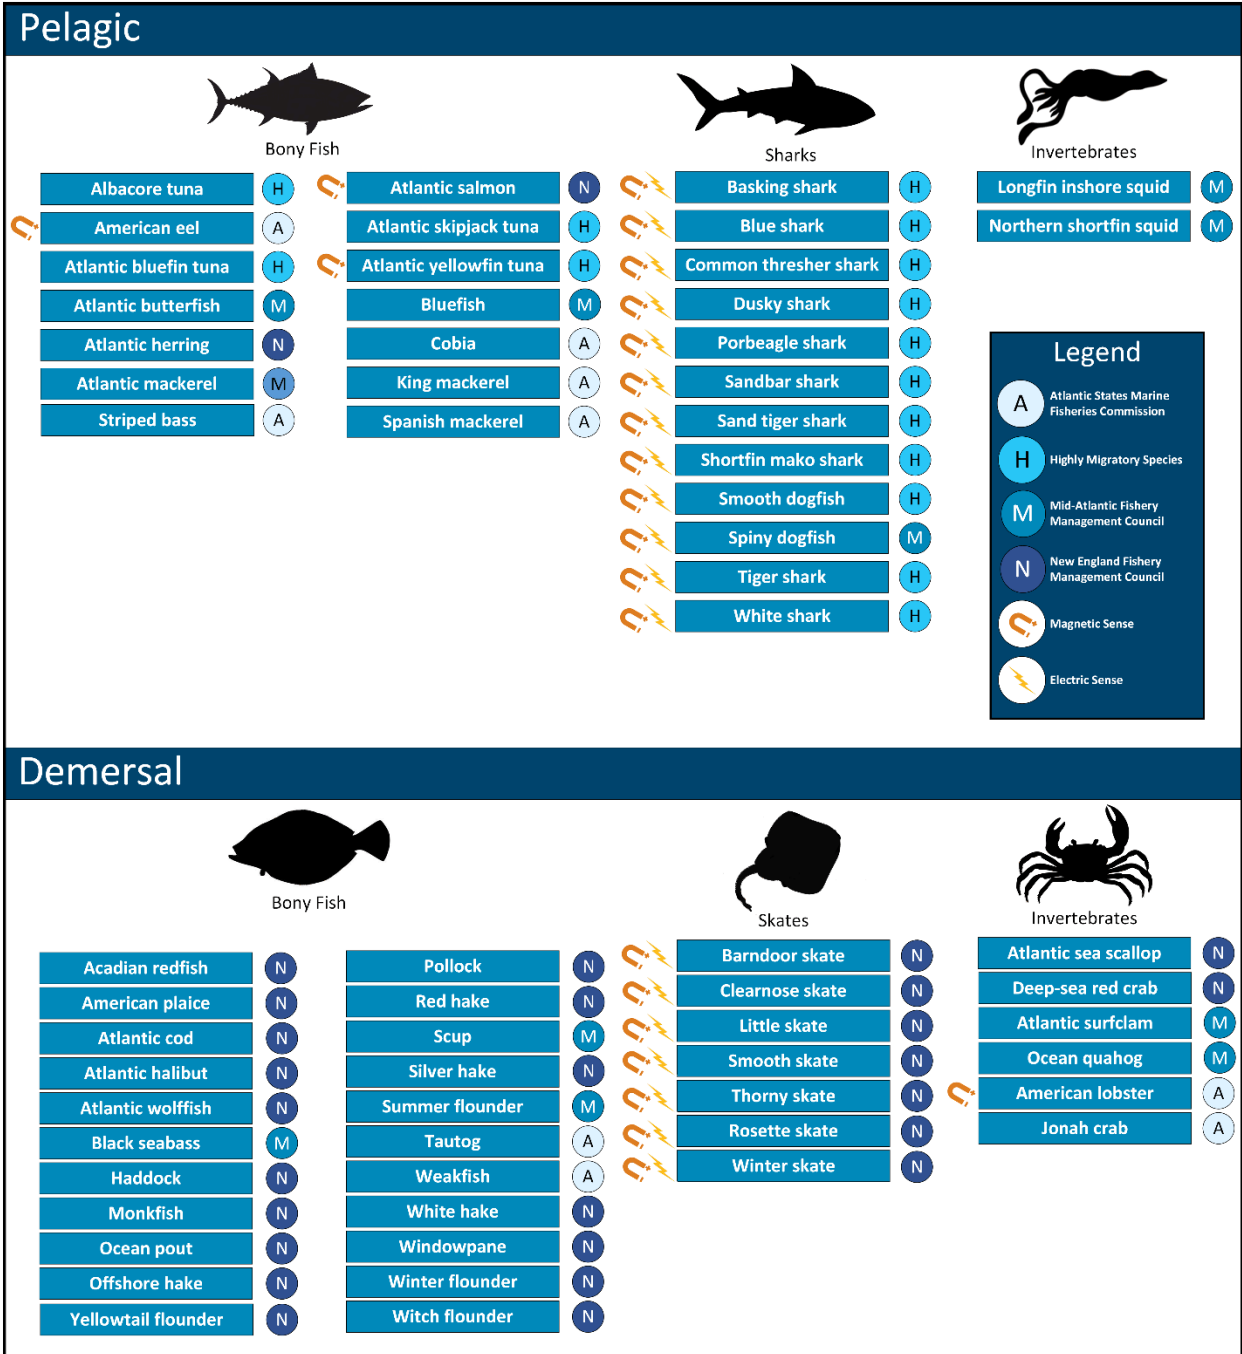 Pelagic
Bony Fish
Albacore tuna H
American eel A
Atlantic bluefin tuna H
Atlantic butterfish M
Atlantic herring N
Atlantic mackerel M
Striped bass A
Atlantic salmon N
Atlantic skipjack tuna H
Atlantic yellowfin tuna H
Bluefish M
Cobia A
King mackerel A
Spanish mackerel A
Sharks
Basking shark H
Blue shark H
Common thresher shark H
Dusky shark H
Porbeagle shark H
Sandbar shark H
Sand tiger shark H
Shortfin mako shark H
Smooth dogfish H
Spiny dogfish M
Tiger shark H
White shark H
Invertebrates
Longfin inshore squid M
Northern shortfin squid M
Legend
A Atlantic States Marine
Fisheries Commission
H Highly Migratory Species
M Mid-Atlantic Fishery
Management Council
N New England Fishery
Management Council
Magnetic Sense
Electric Sense
Demersal
Bony Fish
Acadian redfish N
American plaice N
Atlantic cod N
Atlantic halibut N
Atlantic wolffish N
Black seabass M
Haddock N
Monkfish N
Ocean pout N
Offshore hake N
Yellowtail flounder N
Pollock N
Red hake N
Scup M
Silver hake N
Summer flounder M
Tautog A
Weakfish A
White hake N
Windowpane N
Winter flounder N
Witch flounder N
Skates
Barndoor skate N
Clearnose skate N
Little skate N
Smooth skate N
Thorny skate N
Rosette skate N
Winter skate N
Invertebrates
Atlantic sea scallop N
Deep-sea red crab N
Atlantic surfclam M
Ocean quahog M
American lobster A
Jonah crab A